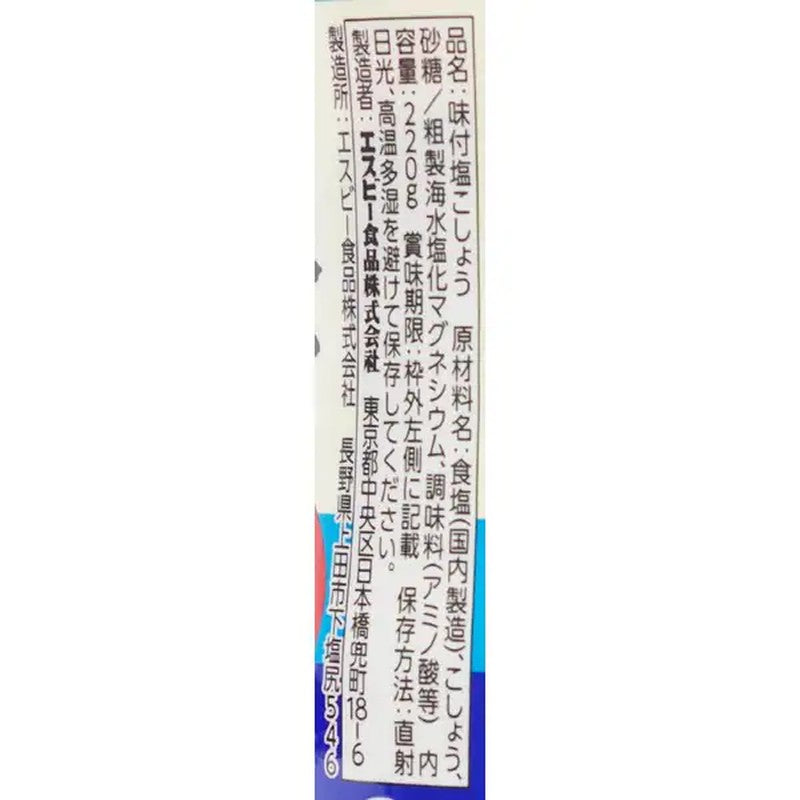 品名:味付塩こしょう 原材料名:食塩(国内製造)、こしょう、
砂糖/粗製海水塩化マグネシウム、調味料(アミノ酸等) 内
容量:220g 賞味期限:枠外左側に記載 保存方法:直射
日光、高温多湿を避けて保存してください。
製造者:エスビー食品株式会社 東京都中央区日本橋兜町18-6
製造所:エスビー食品株式会社 長野県上田市下塩尻546